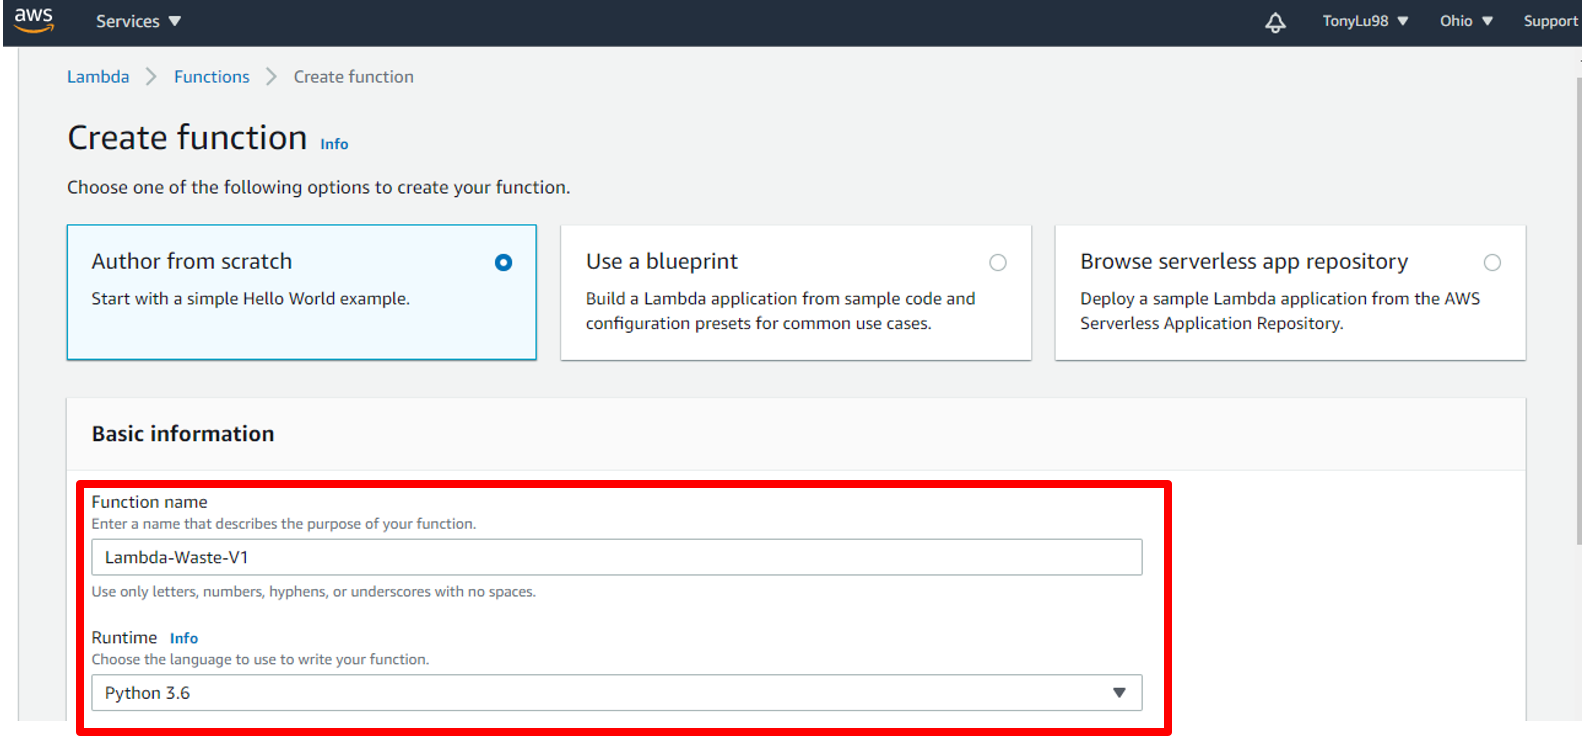 aws Services TonyLu98 Ohio Support
Lambda Functions Create function
Create function Info
Choose one of the following options to create your function.
Author from scratch
Start with a simple Hello World example.
Use a blueprint
Build a Lambda application from sample code and
configuration presets for common use cases.
Browse serverless app repository
Deploy a sample Lambda application from the AWS
Serverless Application Repository.
Basic information
Function name
Enter a name that describes the purpose of your function.
Lambda-Waste-V1
Use only letters, numbers, hyphens, or underscores with no spaces.
Runtime Info
Choose the language to use to write your function.
Python 3.6